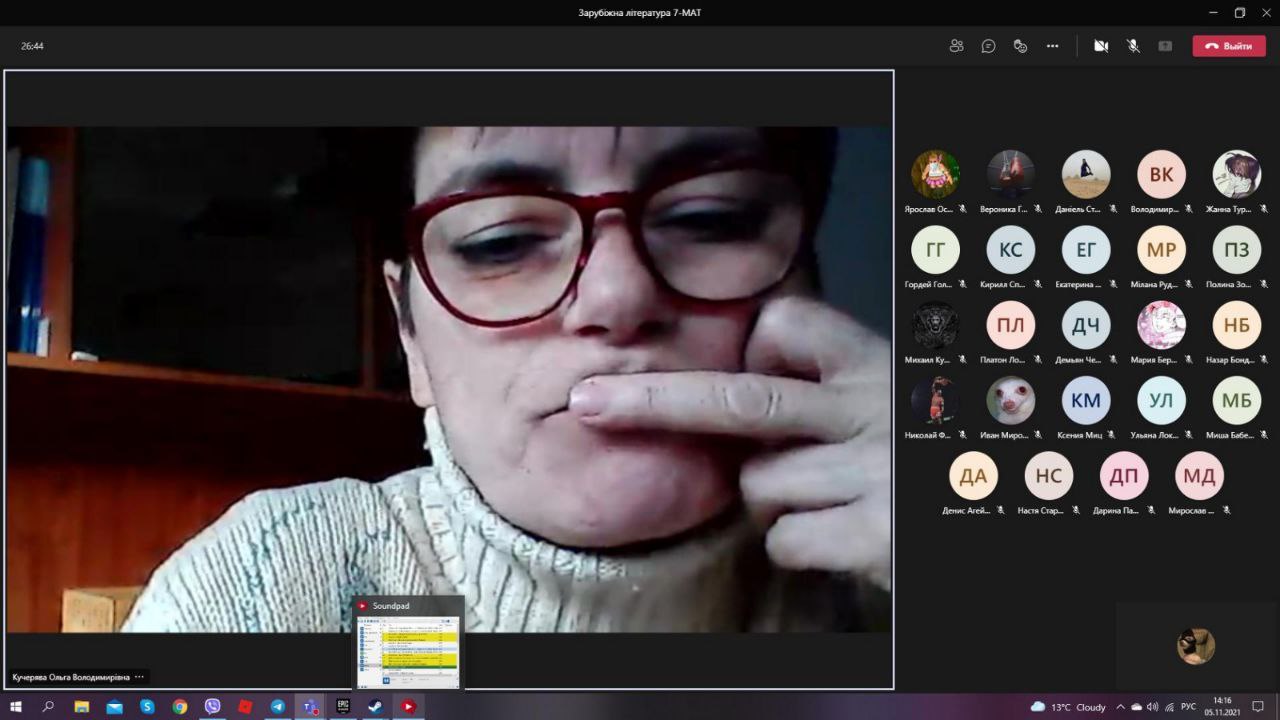 Зарубіжна література 7-МАТ
26:44
Выйти
Ярослав Ос...
Вероника Г...
Даніель Ст...
ВК
Володимир...
Жанна Тур...
ГГ
Гордей Гол...
КС
Кирилл Сп...
ЕГ
Екатерина ...
МР
Мілана Руд...
ПЗ
Полина Зо...
Михаил Ку...
ПЛ
Платон Ло...
ДЧ
Демьян Че...
Мария Бер...
НБ
Назар Бонд...
Николай Ф...
Иван Миро...
КМ
Ксения Миц
УЛ
Ульяна Лок...
МБ
Миша Бабе...
ДА
Денис Агей...
НС
Настя Стар...
ДП
Дарина Па...
МД
Мирослав ...
Soundpad
Кучерява Ольга Володимирівна
EPIC
13°C Cloudy
РУС
14:16
05.11.2021